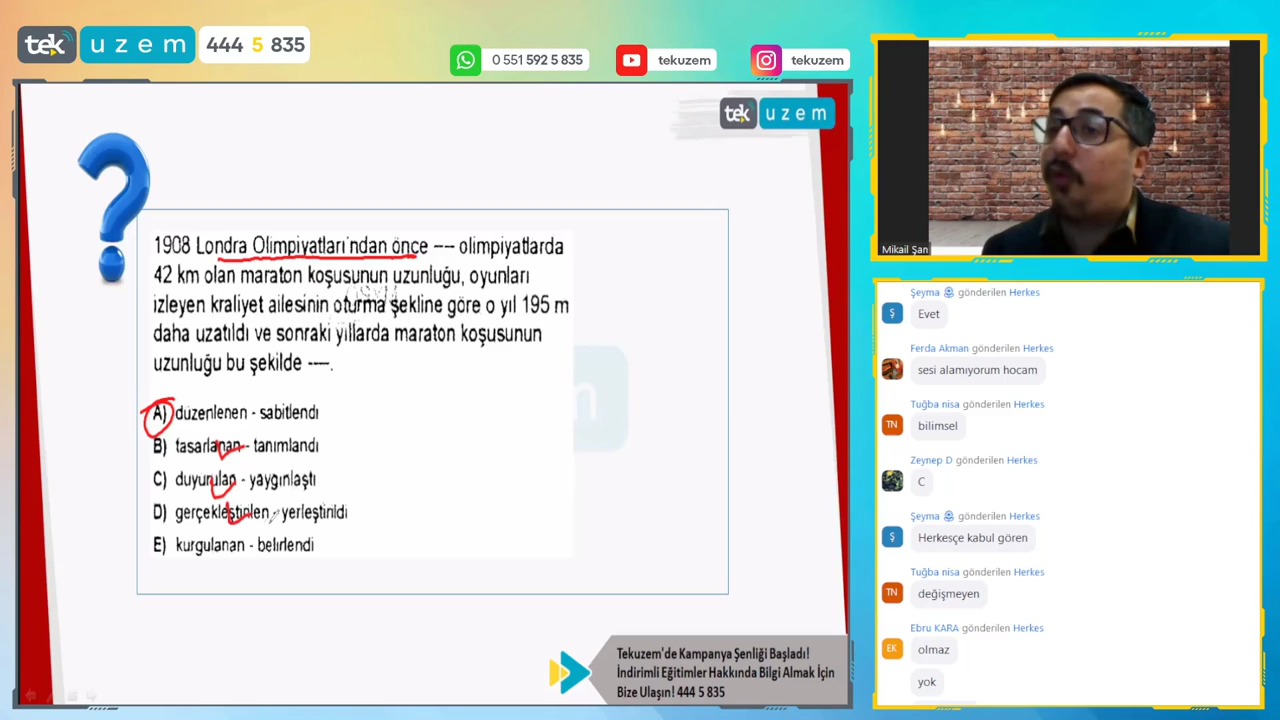 tek uzem 444 5 835
0 551 592 5 835
tekuzem
tekuzem
tek uzem
1908 Londra Olimpiyatları'ndan önce ---- olimpiyatlarda
42 km olan maraton koşusunun uzunluğu, oyunları
izleyen kraliyet ailesinin oturma şekline göre o yıl 195 m
daha uzatıldı ve sonraki yıllarda maraton koşusunun
uzunluğu bu şekilde ----.
A) düzenlenen - sabitlendi
B) tasarlanan - tanımlandı
C) duyurulan - yaygınlaştı
D) gerçekleştirilen - yerleştirildi
E) kurgulanan - belirlendi
Tekuzem'de Kampanya Şenliği Başladı!
İndirimli Eğitimler Hakkında Bilgi Almak İçin
Bize Ulaşın! 444 5 835
Mikail Şan
Şeyma gönderilen Herkes
Ş
Evet
Ferda Akman gönderilen Herkes
sesi alamıyorum hocam
Tuğba nisa gönderilen Herkes
TN
bilimsel
Zeynep D gönderilen Herkes
C
Şeyma gönderilen Herkes
Ş
Herkesçe kabul gören
Tuğba nisa gönderilen Herkes
TN
değişmeyen
Ebru KARA gönderilen Herkes
EK
olmaz
yok